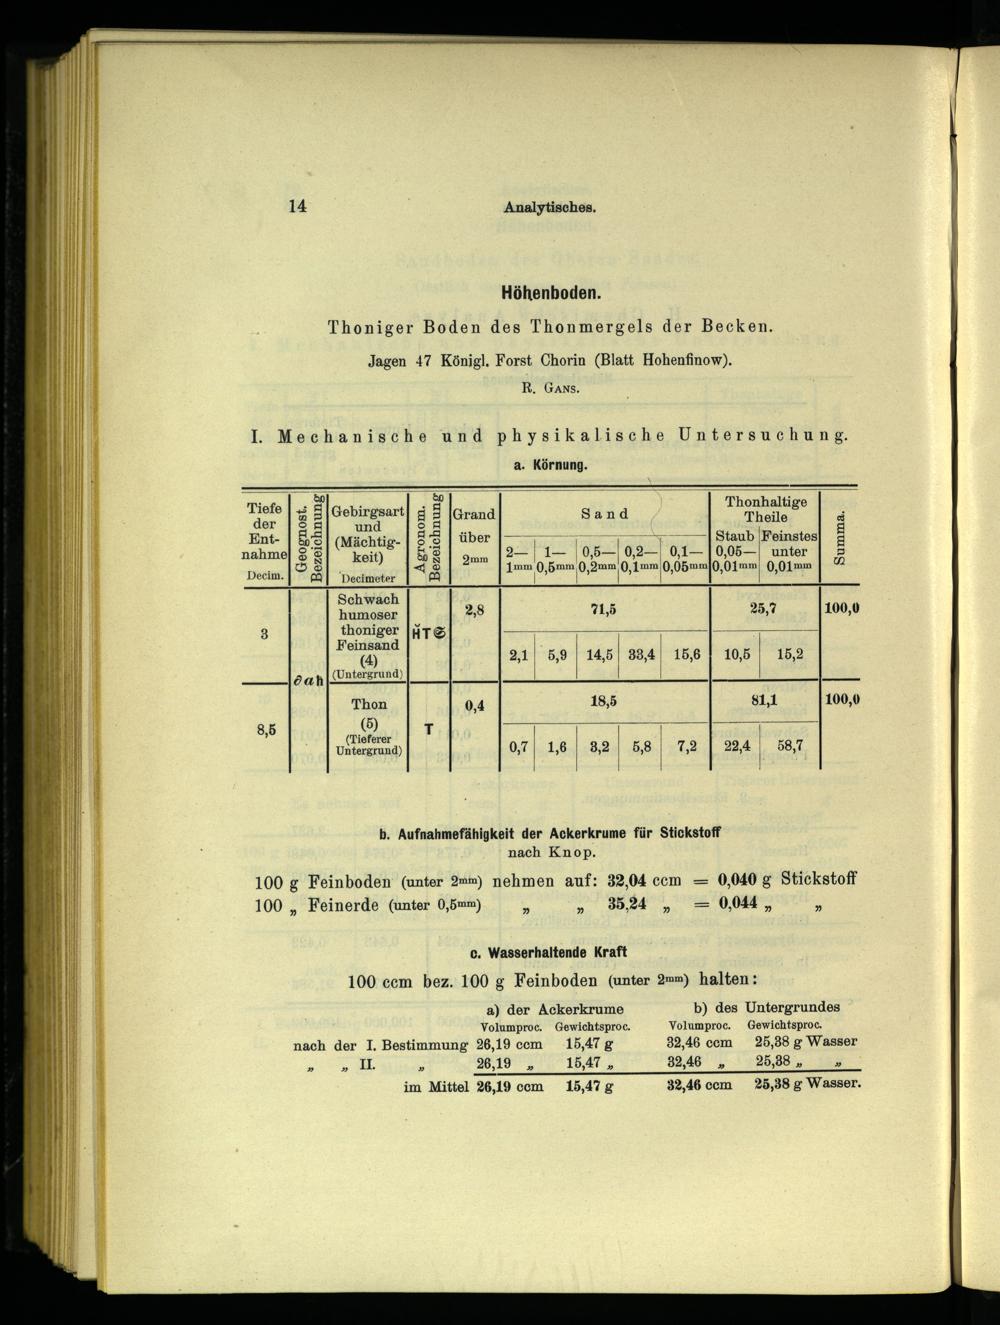 14
Analytisches.
Höhenboden.
Thoniger Boden des Thonmergels der Becken.
Jagen 47 Königl. Forst Chorin (Blatt Hohenfinow).
R. Gans.
I. Mechanische und physikalische Untersuchung.
a. Körnung.
Tiefe der Ent-nahme Decim.
Geognost. Bezeichnung
Gebirgsart und (Mächtig-keit) Decimeter
Agronom. Bezeichnung
Grand über 2mm
Sand
2— 1mm
1— 0,5mm
0,5— 0,2mm
0,2— 0,1mm
0,1— 0,05mm
Thonhaltige Theile
Staub 0,05— 0,01mm
Feinstes unter 0,01mm
Summa.
3
∂ah
Schwach humoser thoniger Feinsand (4) (Untergrund)
H̆TS
2,8
71,5
25,7
100,0
2,1 5,9 14,5 33,4 15,6 10,5 15,2
8,5
Thon (5) (Tieferer Untergrund)
T
0,4
18,5
81,1
100,0
0,7 1,6 3,2 5,8 7,2 22,4 58,7
b. Aufnahmefähigkeit der Ackerkrume für Stickstoff
nach Knop.
100 g Feinboden (unter 2mm) nehmen auf: 32,04 ccm = 0,040 g Stickstoff
100 „ Feinerde (unter 0,5mm) „ „ 35,24 „ = 0,044 „ „
c. Wasserhaltende Kraft
100 ccm bez. 100 g Feinboden (unter 2mm) halten:
a) der Ackerkrume b) des Untergrundes
Volumproc. Gewichtsproc. Volumproc. Gewichtsproc.
nach der I. Bestimmung 26,19 ccm 15,47 g 32,46 ccm 25,38 g Wasser
„ „ II. „ 26,19 „ 15,47 „ 32,46 „ 25,38 „ „
im Mittel 26,19 ccm 15,47 g 32,46 ccm 25,38 g Wasser.